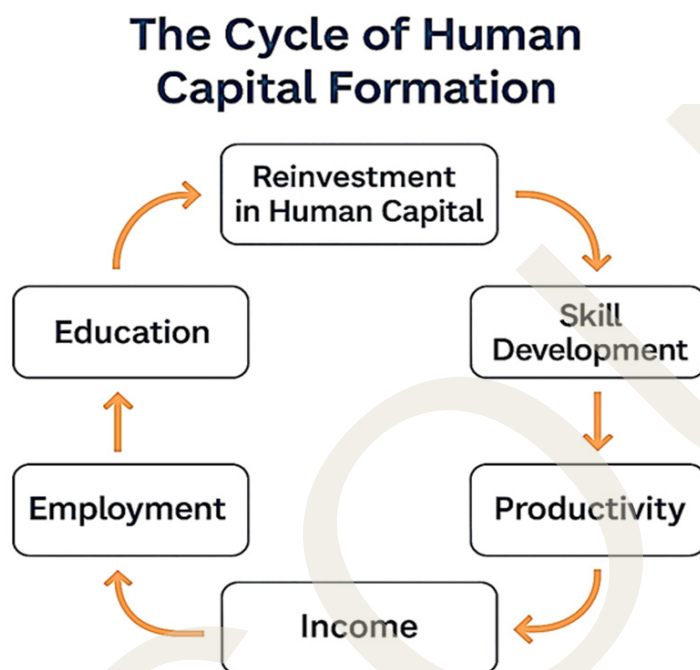 The Cycle of Human
Capital Formation
Reinvestment
in Human Capital
Education
Skill
Development
Employment
Productivity
Income